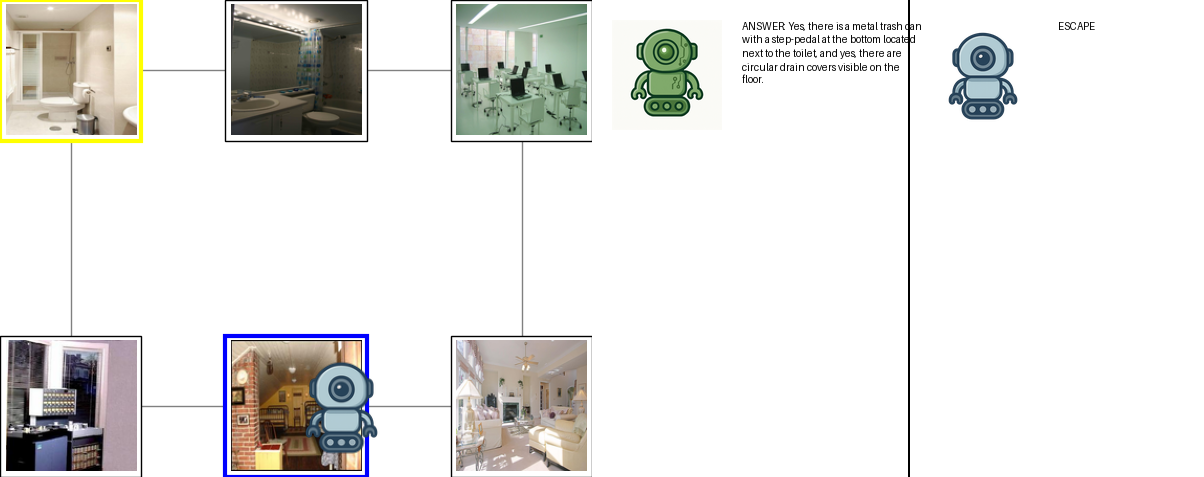 ANSWER: Yes, there is a metal trash can
with a step-pedal at the bottom located
next to the toilet, and yes, there are
circular drain covers visible on the
floor.
ESCAPE